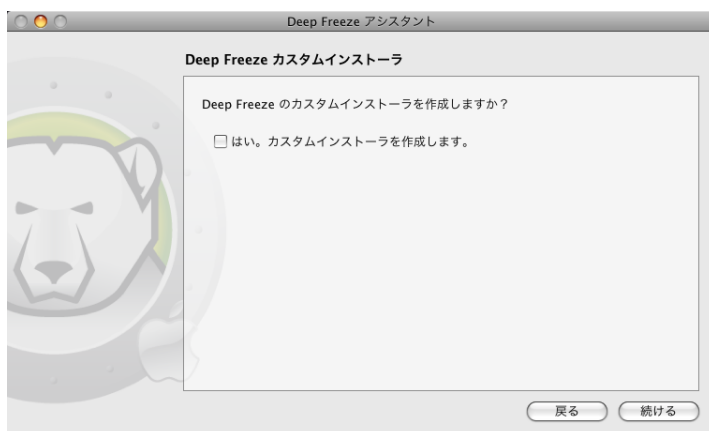 Deep Freeze アシスタント
Deep Freeze カスタムインストーラ
Deep Freeze のカスタムインストーラを作成しますか？
はい。カスタムインストーラを作成します。
戻る
続ける